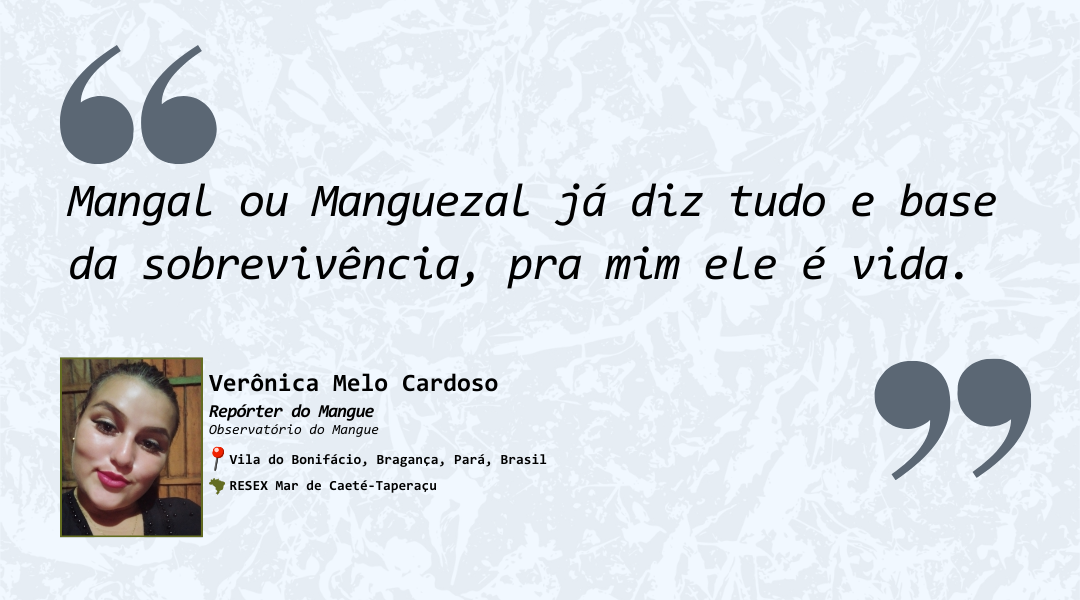 “
Mangal ou Manguezal já diz tudo e base
da sobrevivência, pra mim ele é vida.
”
Verônica Melo Cardoso
Repórter do Mangue
Observatório do Mangue
Vila do Bonifácio, Bragança, Pará, Brasil
RESEX Mar de Caeté-Taperaçu